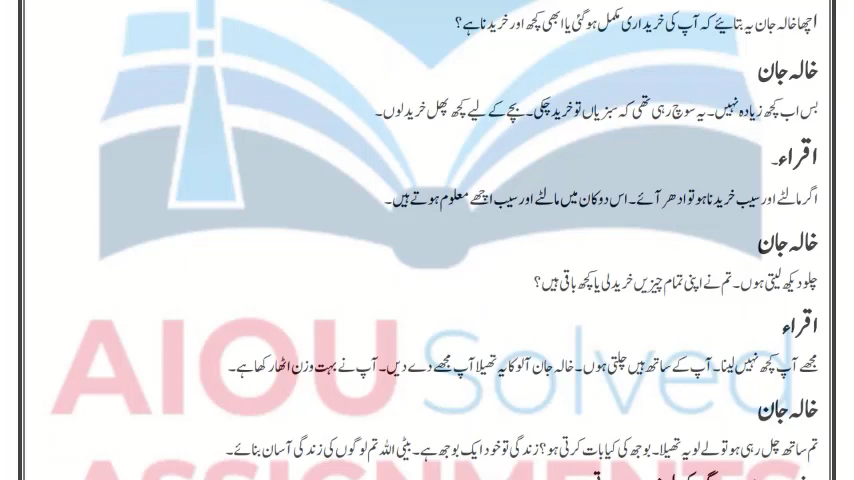 اچھا خالہ جان یہ بتائیے کہ آپ کی خریداری مکمل ہو گئی یا ابھی کچھ اور خریدنا ہے؟
خالہ جان
بس اب کچھ زیادہ نہیں۔ یہ سوچ رہی تھی کہ سبزیاں تو خرید چکی۔ بچے کے لیے کچھ پھل خرید لوں۔
اقراء۔
اگر مالٹے اور سیب خریدنا ہو تو ادھر آئے۔ اس دوکان میں مالٹے اور سیب اچھے معلوم ہوتے ہیں۔
خالہ جان
چلو دیکھ لیتی ہوں۔ تم نے اپنی تمام چیزیں خرید لی یا کچھ باقی ہیں؟
اقراء
مجھے آپ کچھ نہیں لینا۔ آپ کے ساتھ ہیں چلتی ہوں۔ خالہ جان آلو کا یہ تھیلا آپ مجھے دے دیں۔ آپ نے بہت وزن اٹھا رکھا ہے۔
خالہ جان
تم ساتھ چل رہی ہو تو لے لو یہ تھیلا۔ بوجھ کی کیا بات کرتی ہو؟ زندگی تو خود ایک بوجھ ہے۔ بیٹی اللہ تم لوگوں کی زندگی آسان بنائے۔
AIOU Solved
ASSIGNMENTS